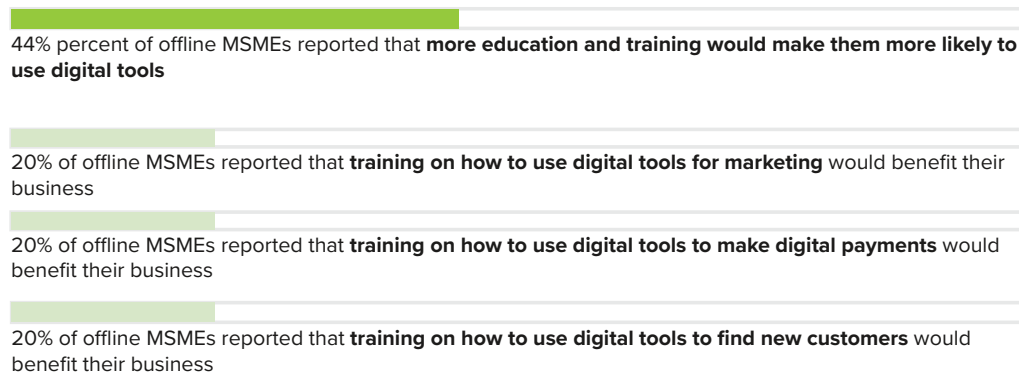 44% percent of offline MSMEs reported that more education and training would make them more likely to
use digital tools
20% of offline MSMEs reported that training on how to use digital tools for marketing would benefit their
business
20% of offline MSMEs reported that training on how to use digital tools to make digital payments would
benefit their business
20% of offline MSMEs reported that training on how to use digital tools to find new customers would
benefit their business